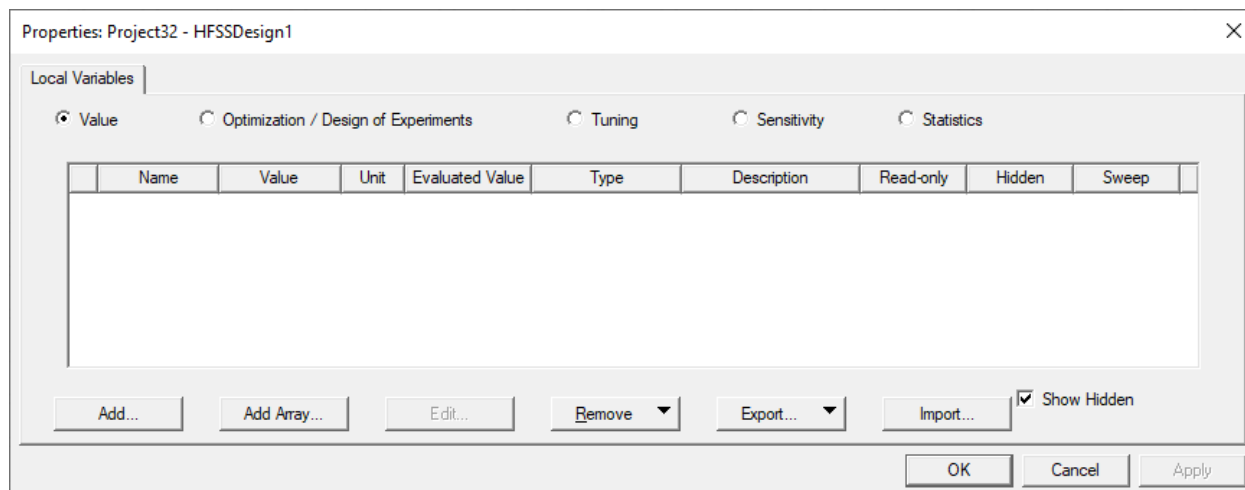 Properties: Project32 - HFSSDesign1
Local Variables
Value Optimization / Design of Experiments Tuning Sensitivity Statistics
Name Value Unit Evaluated Value Type Description Read-only Hidden Sweep
Add... Add Array... Edit... Remove Export... Import... Show Hidden
OK Cancel Apply